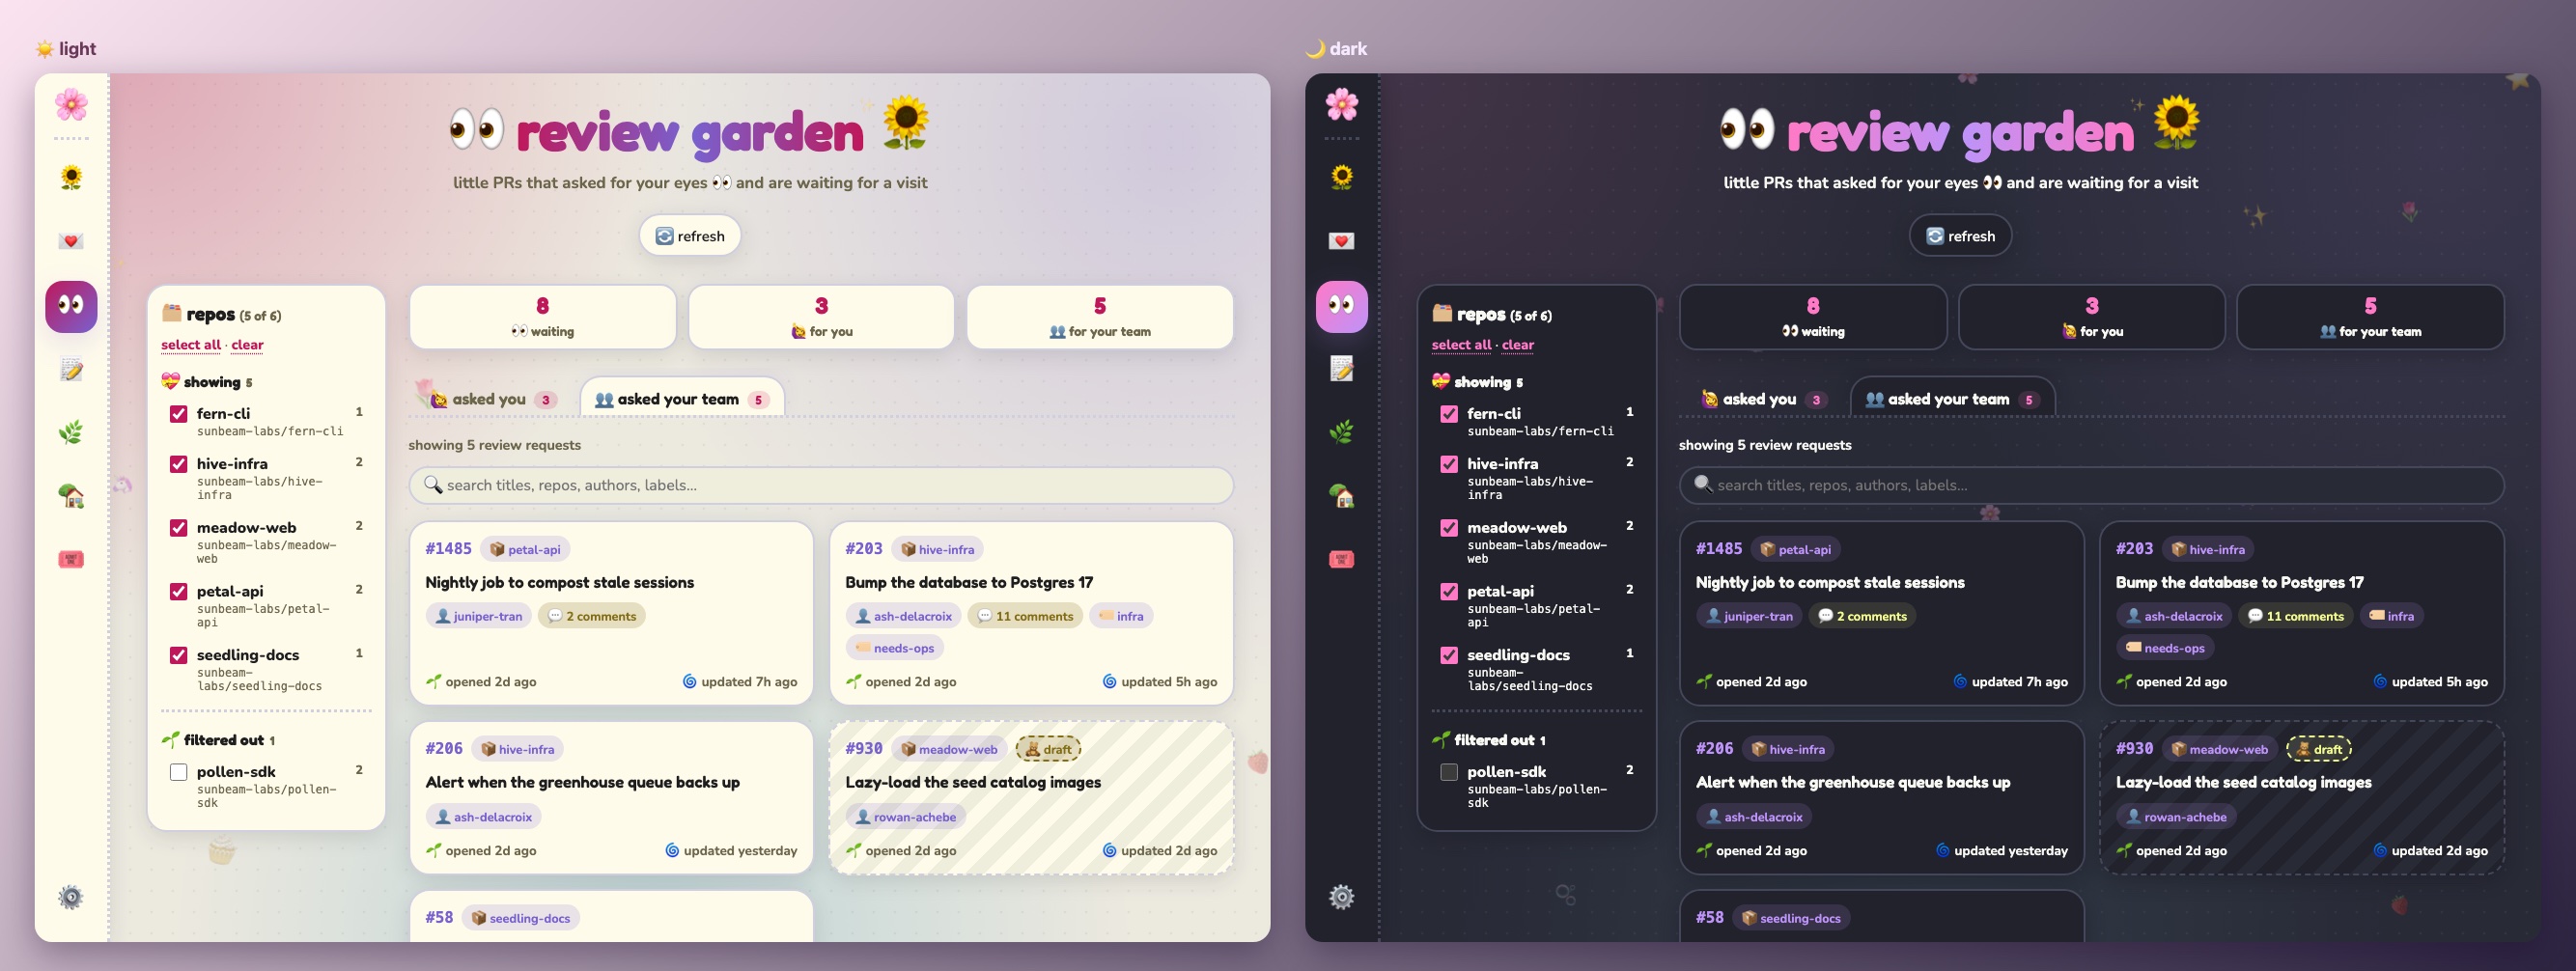 light
review garden
little PRs that asked for your eyes 👀 and are waiting for a visit
refresh
repos (5 of 6)
select all · clear
showing 5
fern-cli 1
sunbeam-labs/fern-cli
hive-infra 2
sunbeam-labs/hive-
infra
meadow-web 2
sunbeam-labs/meadow-
web
petal-api 2
sunbeam-labs/petal-
api
seedling-docs 1
sunbeam-
labs/seedling-docs
filtered out 1
pollen-sdk 2
sunbeam-labs/pollen-
sdk
8
waiting
3
for you
5
for your team
asked you 3
asked your team 5
showing 5 review requests
search titles, repos, authors, labels...
#1485 petal-api
Nightly job to compost stale sessions
juniper-tran 2 comments
opened 2d ago updated 7h ago
#203 hive-infra
Bump the database to Postgres 17
ash-delacroix 11 comments infra
needs-ops
opened 2d ago updated 5h ago
#206 hive-infra
Alert when the greenhouse queue backs up
ash-delacroix
opened 2d ago updated yesterday
#930 meadow-web draft
Lazy-load the seed catalog images
rowan-achebe
opened 2d ago updated 2d ago
#58 seedling-docs
dark
review garden
little PRs that asked for your eyes 👀 and are waiting for a visit
refresh
repos (5 of 6)
select all · clear
showing 5
fern-cli 1
sunbeam-labs/fern-cli
hive-infra 2
sunbeam-labs/hive-
infra
meadow-web 2
sunbeam-labs/meadow-
web
petal-api 2
sunbeam-labs/petal-
api
seedling-docs 1
sunbeam-
labs/seedling-docs
filtered out 1
pollen-sdk 2
sunbeam-labs/pollen-
sdk
8
waiting
3
for you
5
for your team
asked you 3
asked your team 5
showing 5 review requests
search titles, repos, authors, labels...
#1485 petal-api
Nightly job to compost stale sessions
juniper-tran 2 comments
opened 2d ago updated 7h ago
#203 hive-infra
Bump the database to Postgres 17
ash-delacroix 11 comments infra
needs-ops
opened 2d ago updated 5h ago
#206 hive-infra
Alert when the greenhouse queue backs up
ash-delacroix
opened 2d ago updated yesterday
#930 meadow-web draft
Lazy-load the seed catalog images
rowan-achebe
opened 2d ago updated 2d ago
#58 seedling-docs